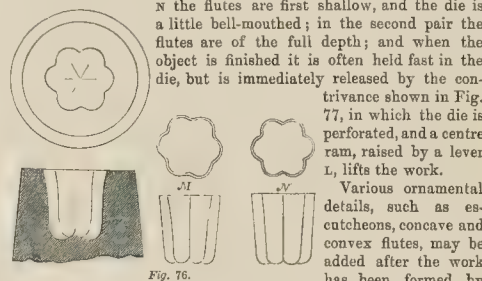 N the flutes are first shallow, and the die is
a little bell-mouthed; in the second pair the
flutes are of the full depth; and when the
object is finished it is often held fast in the
die, but is immediately released by the con-
trivance shown in Fig.
77, in which the die is
perforated, and a centre
ram, raised by a lever
L, lifts the work.
Various ornamental
details, such as es-
cutcheons, concave and
convex flutes, may be
added after the work
has been formed by
M
N
Fig. 76.